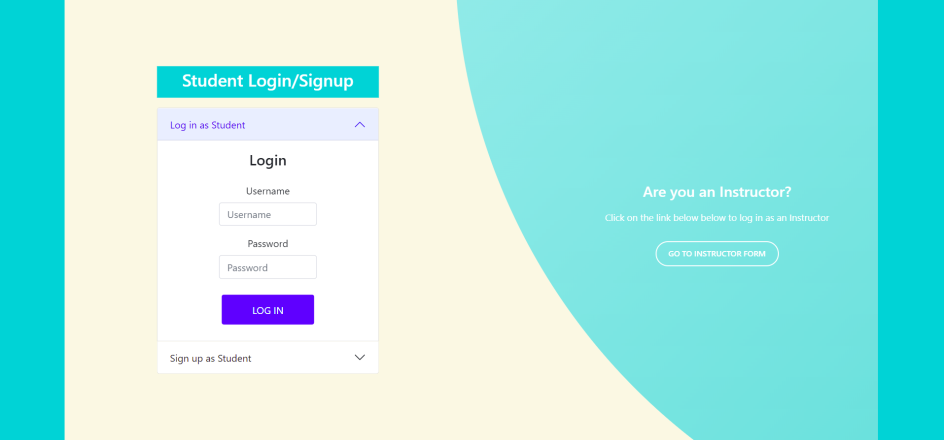 Student Login/Signup
Log in as Student
Login
Username
Username
Password
Password
LOG IN
Sign up as Student
Are you an Instructor?
Click on the link below below to log in as an Instructor
GO TO INSTRUCTOR FORM